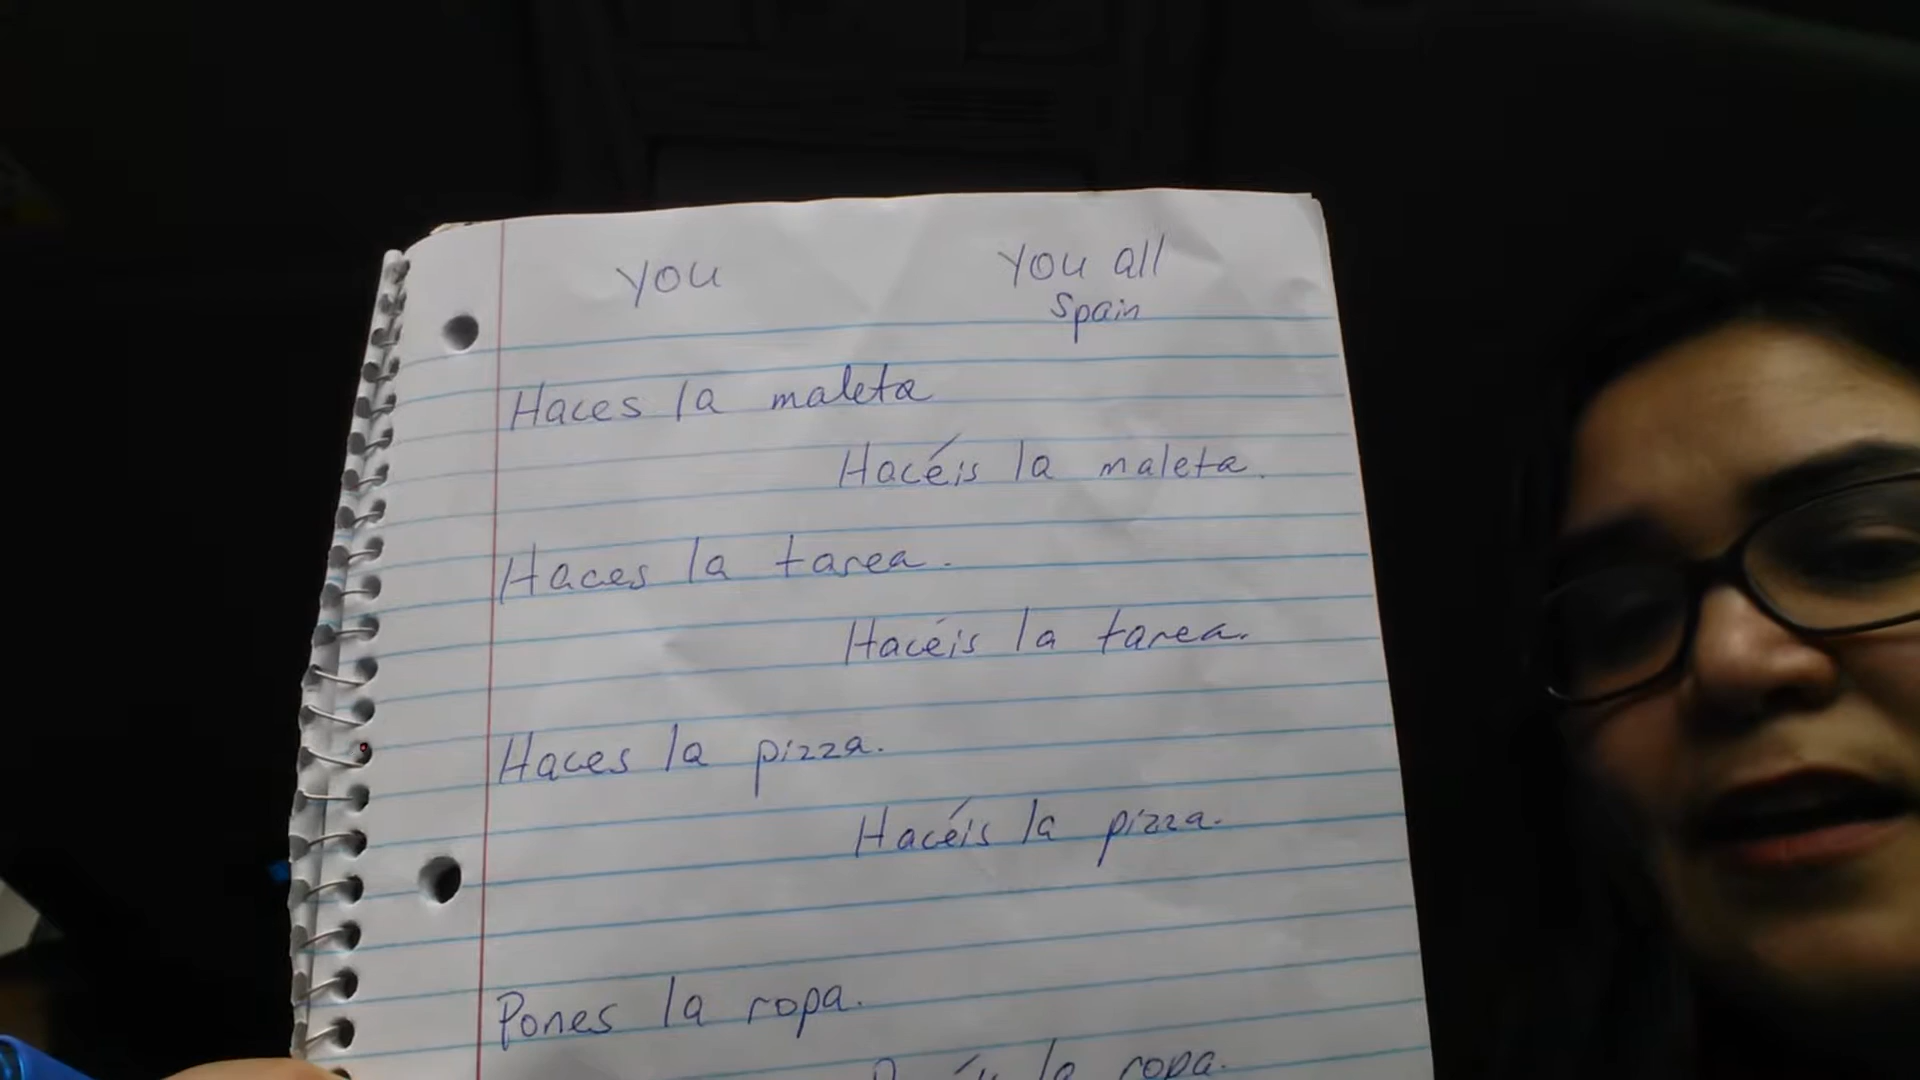 you you all
Spain
Haces la maleta
Hacéis la maleta.
Haces la tarea.
Hacéis la tarea.
Haces la pizza.
Hacéis la pizza.
Pones la ropa.
la ropa.